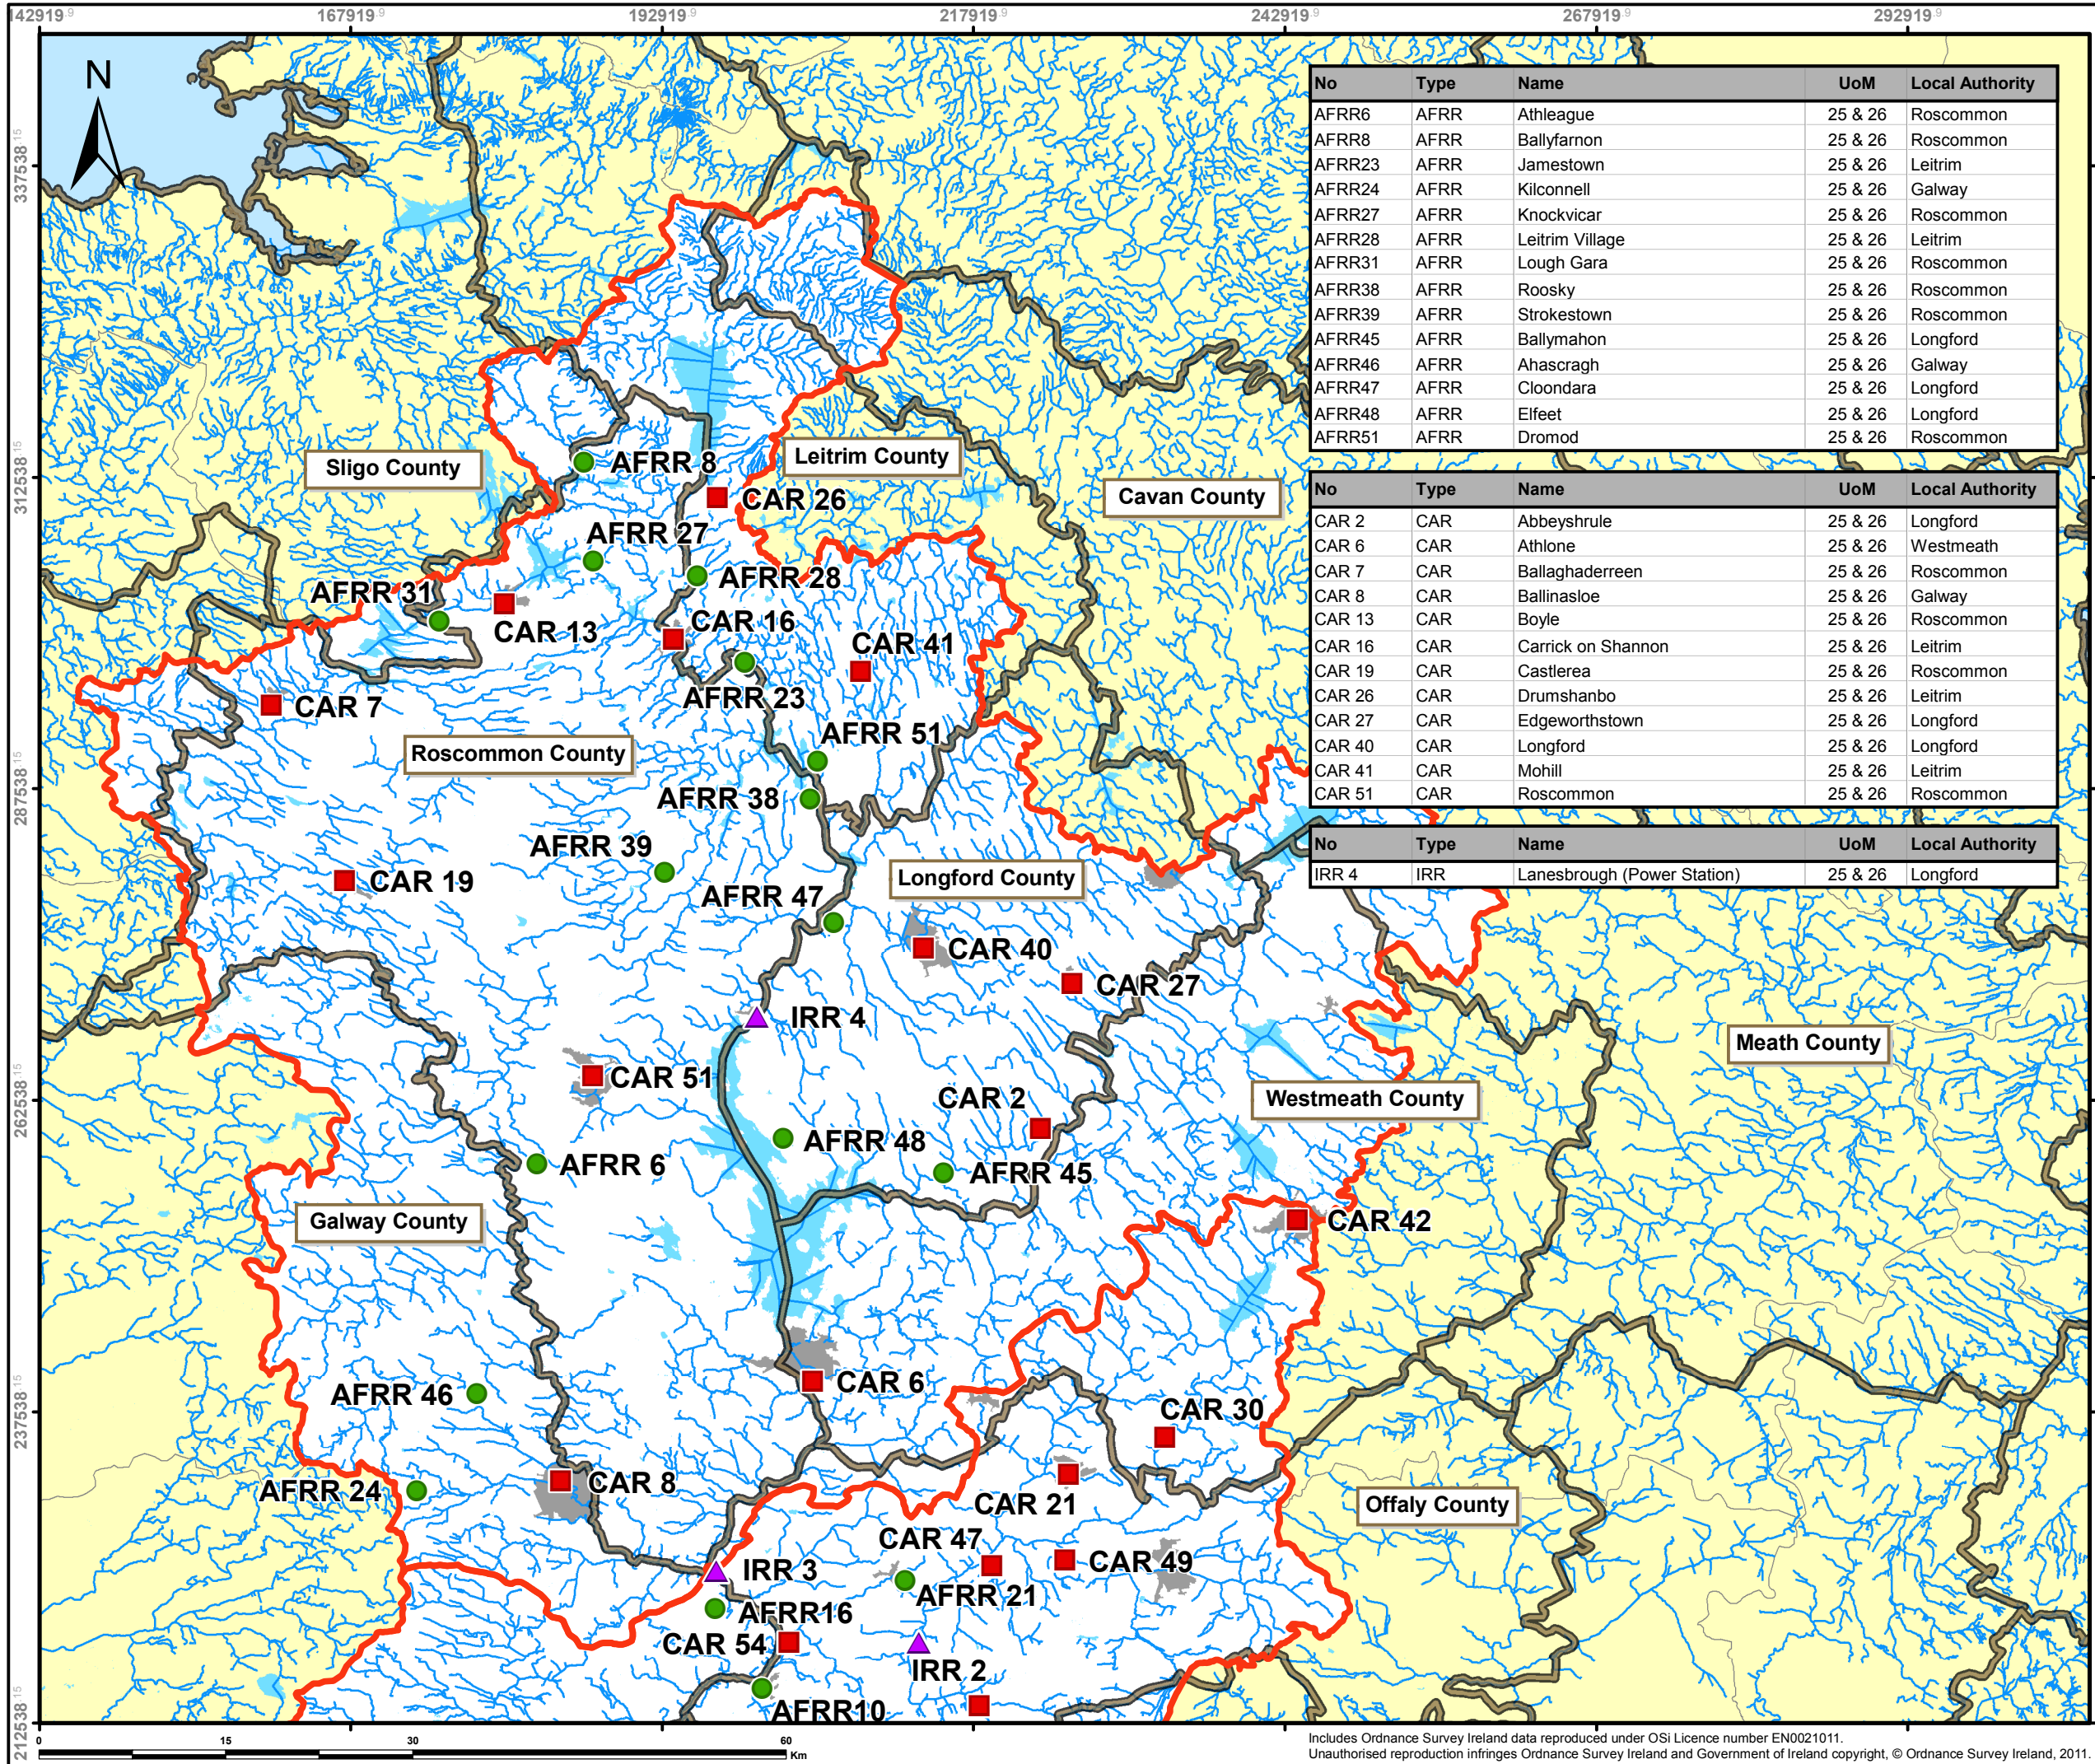 142919.9 167919.9 192919.9 217919.9 242919.9 267919.9 292919.9
N
337538.15
312538.15
287538.15
262538.15
237538.15
212538.15
No Type Name UoM Local Authority
AFRR6 AFRR Athleague 25 & 26 Roscommon
AFRR8 AFRR Ballyfarnon 25 & 26 Roscommon
AFRR23 AFRR Jamestown 25 & 26 Leitrim
AFRR24 AFRR Kilconnell 25 & 26 Galway
AFRR27 AFRR Knockvicar 25 & 26 Roscommon
AFRR28 AFRR Leitrim Village 25 & 26 Leitrim
AFRR31 AFRR Lough Gara 25 & 26 Roscommon
AFRR38 AFRR Roosky 25 & 26 Roscommon
AFRR39 AFRR Strokestown 25 & 26 Roscommon
AFRR45 AFRR Ballymahon 25 & 26 Longford
AFRR46 AFRR Ahascragh 25 & 26 Galway
AFRR47 AFRR Cloondara 25 & 26 Longford
AFRR48 AFRR Elfeet 25 & 26 Longford
AFRR51 AFRR Dromod 25 & 26 Roscommon
No Type Name UoM Local Authority
CAR 2 CAR Abbeyshrule 25 & 26 Longford
CAR 6 CAR Athlone 25 & 26 Westmeath
CAR 7 CAR Ballaghaderreen 25 & 26 Roscommon
CAR 8 CAR Ballinasloe 25 & 26 Galway
CAR 13 CAR Boyle 25 & 26 Roscommon
CAR 16 CAR Carrick on Shannon 25 & 26 Leitrim
CAR 19 CAR Castlerea 25 & 26 Roscommon
CAR 26 CAR Drumshanbo 25 & 26 Leitrim
CAR 27 CAR Edgeworthstown 25 & 26 Longford
CAR 40 CAR Longford 25 & 26 Longford
CAR 41 CAR Mohill 25 & 26 Leitrim
CAR 51 CAR Roscommon 25 & 26 Roscommon
No Type Name UoM Local Authority
IRR 4 IRR Lanesbrough (Power Station) 25 & 26 Longford
Sligo County
Leitrim County
AFRR 8
CAR 26
Cavan County
AFRR 27
AFRR 28
AFRR 31
CAR 13
CAR 16
CAR 41
AFRR 23
CAR 7
AFRR 51
Roscommon County
AFRR 38
AFRR 39
CAR 19
Longford County
AFRR 47
CAR 40
CAR 27
IRR 4
Meath County
CAR 51
CAR 2
Westmeath County
AFRR 48
AFRR 6
AFRR 45
Galway County
CAR 42
CAR 6
AFRR 46
CAR 30
CAR 8
AFRR 24
CAR 21
Offaly County
CAR 47
CAR 49
IRR 3
AFRR 21
AFRR16
CAR 54
IRR 2
AFRR10
0 15 30 60
Km
Includes Ordnance Survey Ireland data reproduced under OSi Licence number EN0021011.
Unauthorised reproduction infringes Ordnance Survey Ireland and Government of Ireland copyright, © Ordnance Survey Ireland, 2011.